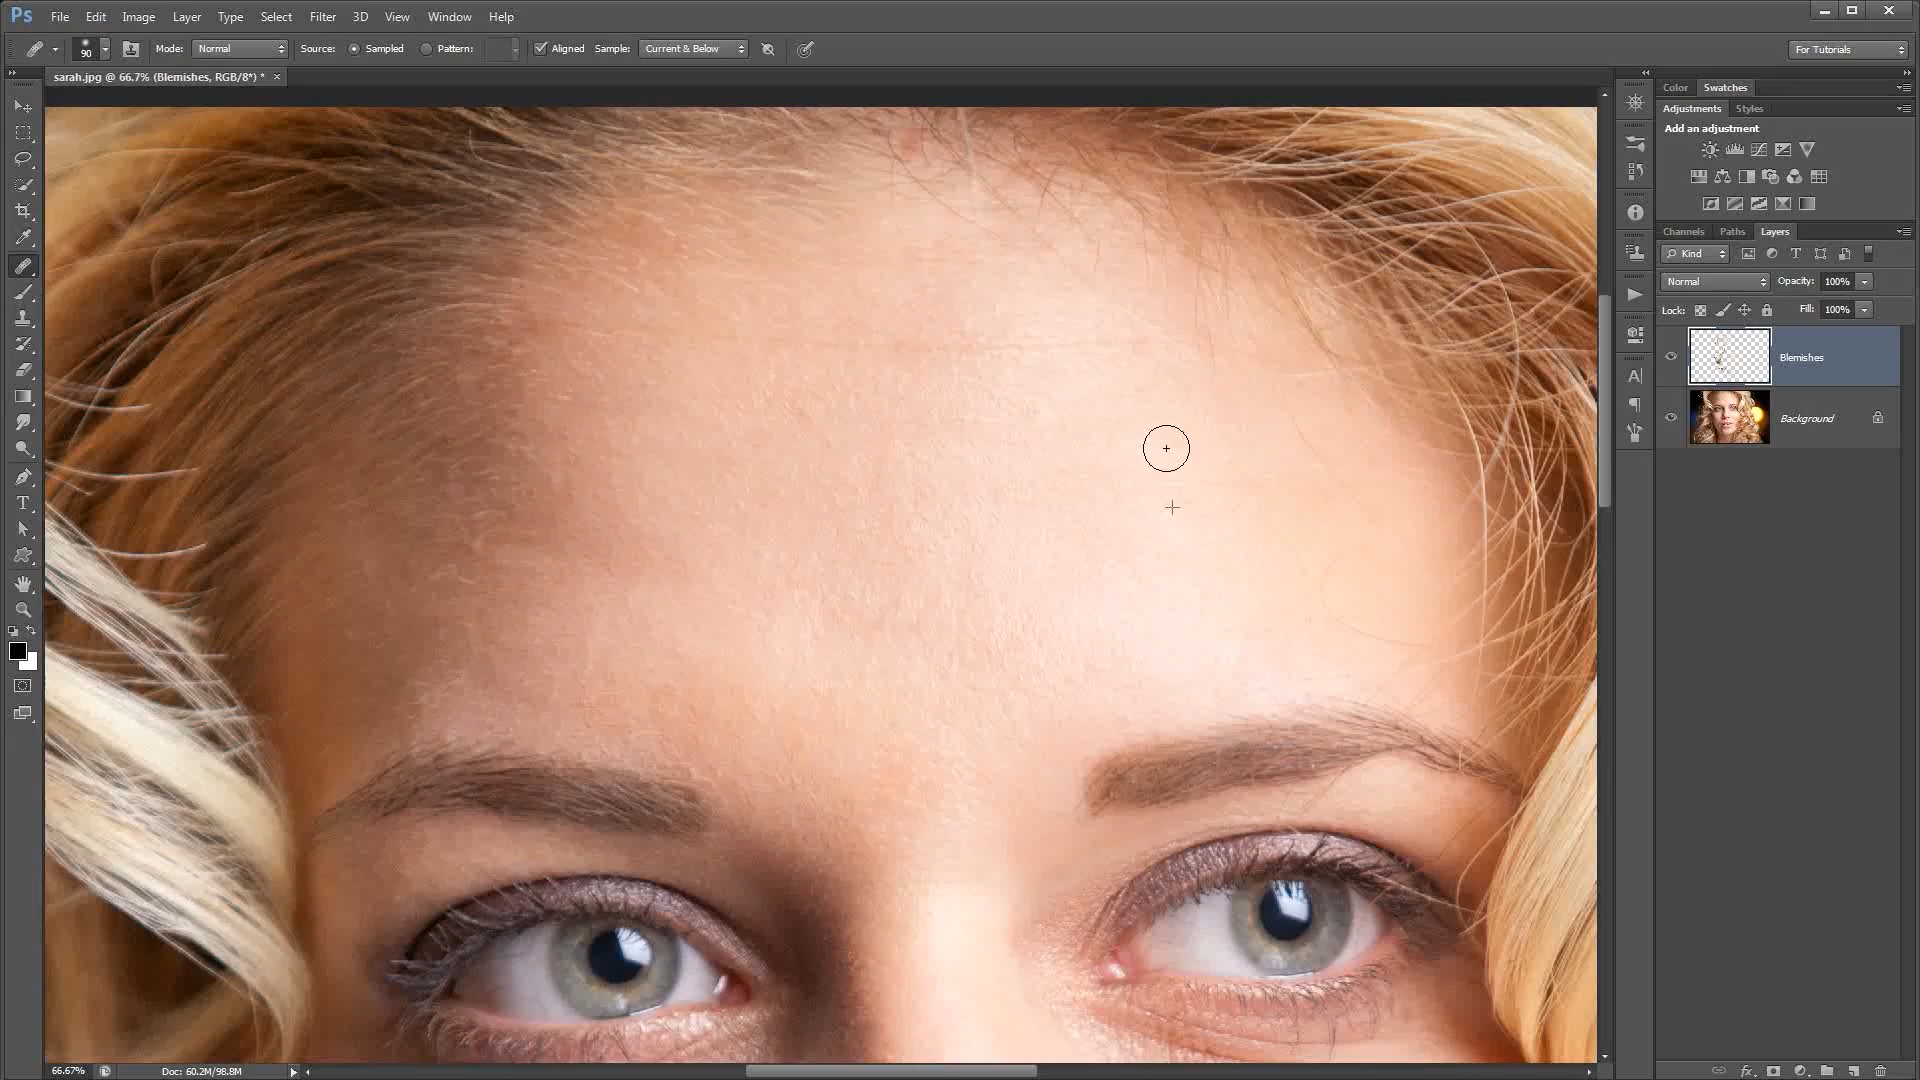 Ps File Edit Image Layer Type Select Filter 3D View Window Help
90 Mode: Normal Source: Sampled Pattern: Aligned Sample: Current & Below For Tutorials
sarah.jpg @ 66.7% (Blemishes, RGB/8*) * ×
Color Swatches
Adjustments Styles
Add an adjustment
Channels Paths Layers
Kind
Normal Opacity: 100%
Lock: Fill: 100%
Blemishes
Background
66.67% Doc: 60.2M/98.8M